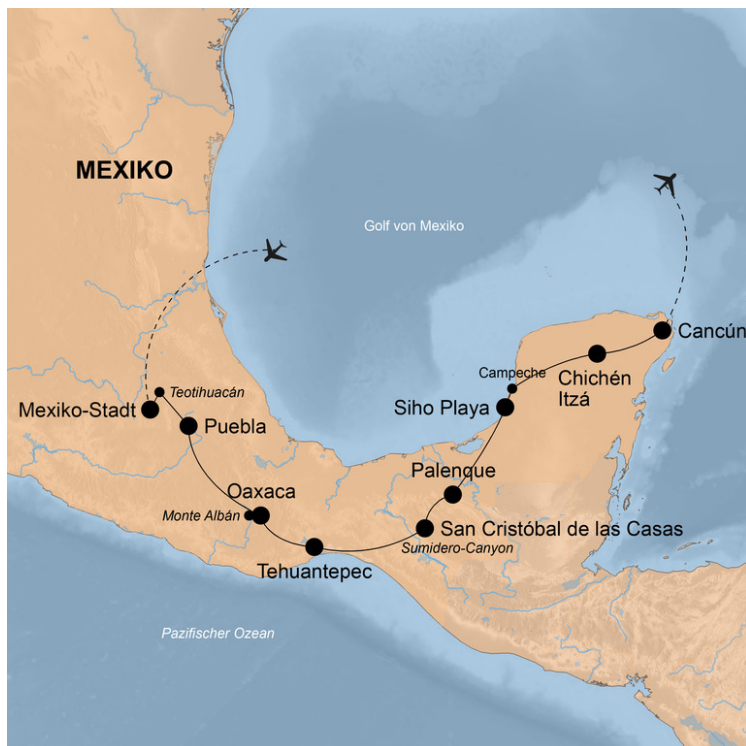 MEXIKO
Golf von Mexiko
Cancún
Chichén
Itzá
Campeche
Siho Playa
Teotihuacán
Mexiko-Stadt
Puebla
Palenque
Oaxaca
Monte Albán
San Cristóbal de las Casas
Sumidero-Canyon
Tehuantepec
Pazifischer Ozean